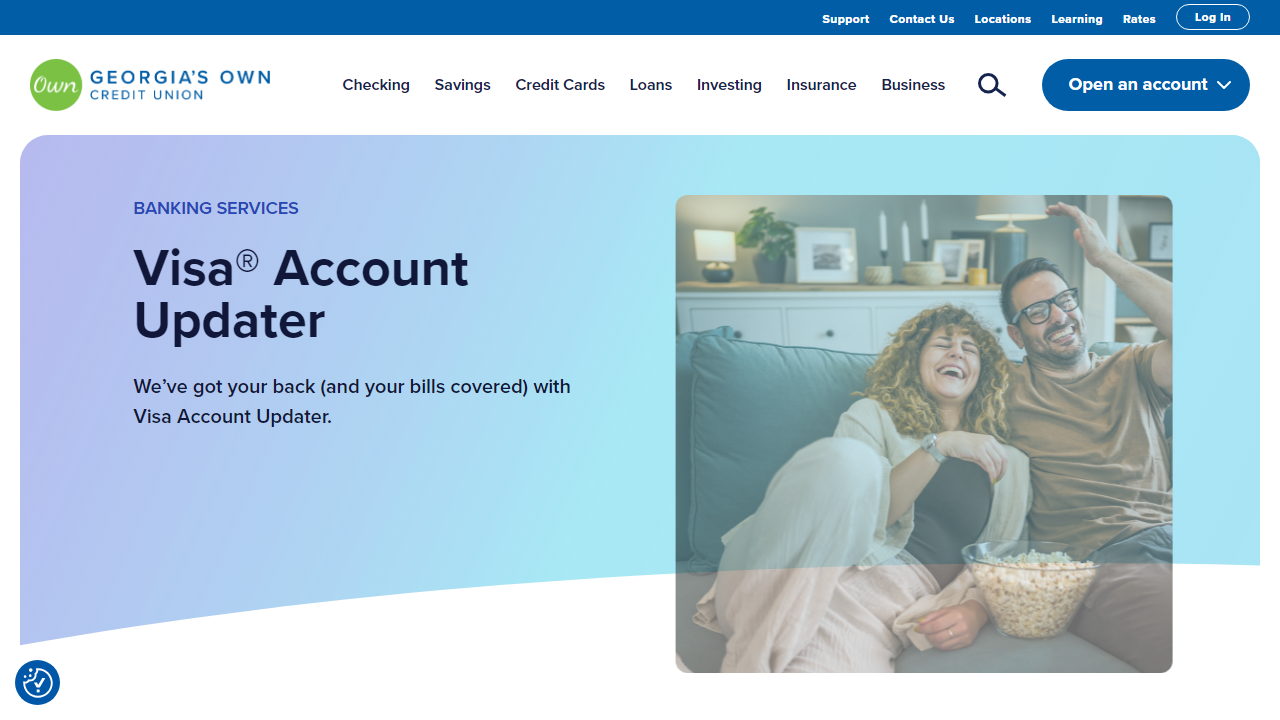 Support Contact Us Locations Learning Rates Log In
Own GEORGIA'S OWN
CREDIT UNION
Checking Savings Credit Cards Loans Investing Insurance Business Open an account
BANKING SERVICES
Visa® Account
Updater
We’ve got your back (and your bills covered) with
Visa Account Updater.